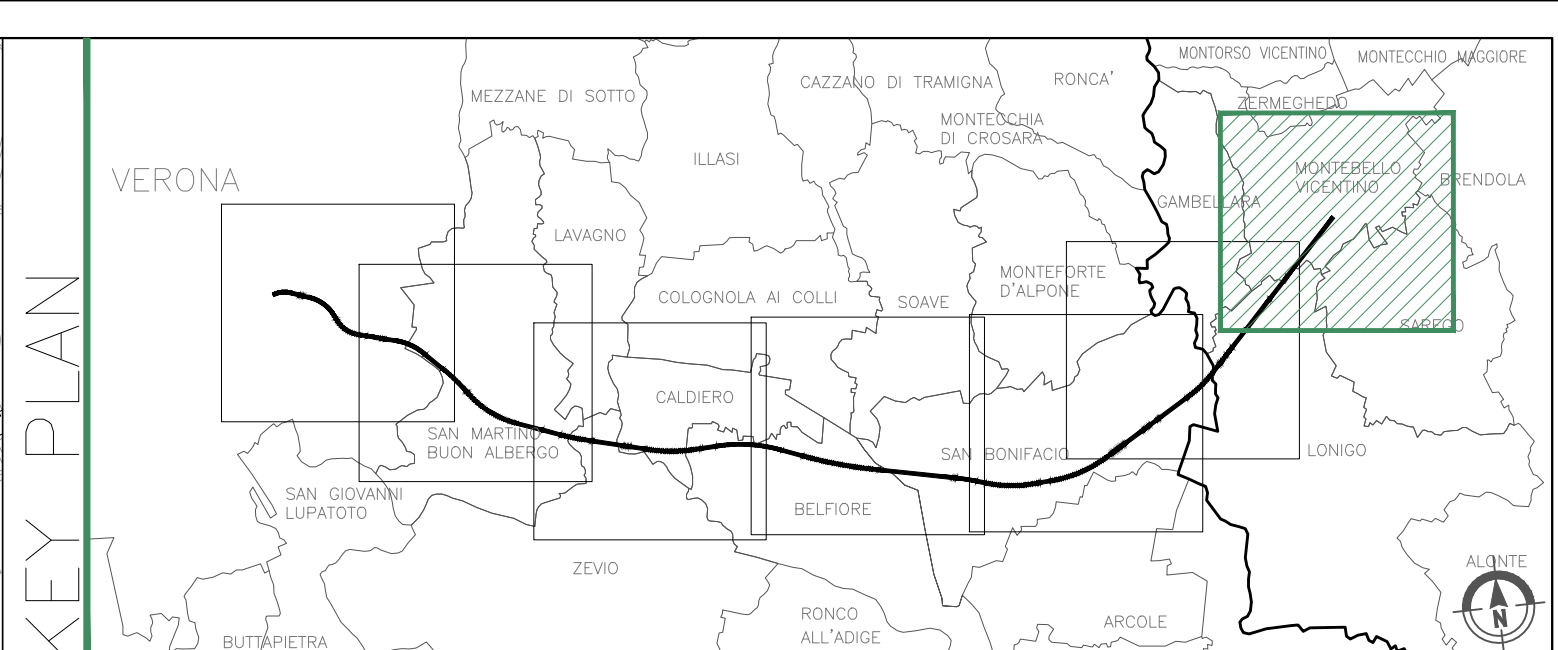 KEY PLAN
MONTORSO VICENTINO
MONTECCHIO MAGGIORE
MEZZANE DI SOTTO
CAZZANO DI TRAMIGNA
RONCA'
ZERMEGHEDO
MONTECCHIA
DI CROSARA
ILLASI
VERONA
MONTEBELLO
VICENTINO
BRENDOLA
GAMBELLARA
LAVAGNO
MONTEFORTE
D'ALPONE
COLOGNOLA AI COLLI
SOAVE
SAREGO
CALDIERO
SAN MARTINO
BUON ALBERGO
SAN BONIFACIO
LONIGO
SAN GIOVANNI
LUPATOTO
BELFIORE
ZEVIO
ALONTE
RONCO
ALL'ADIGE
ARCOLE
BUTTAPIETRA
N